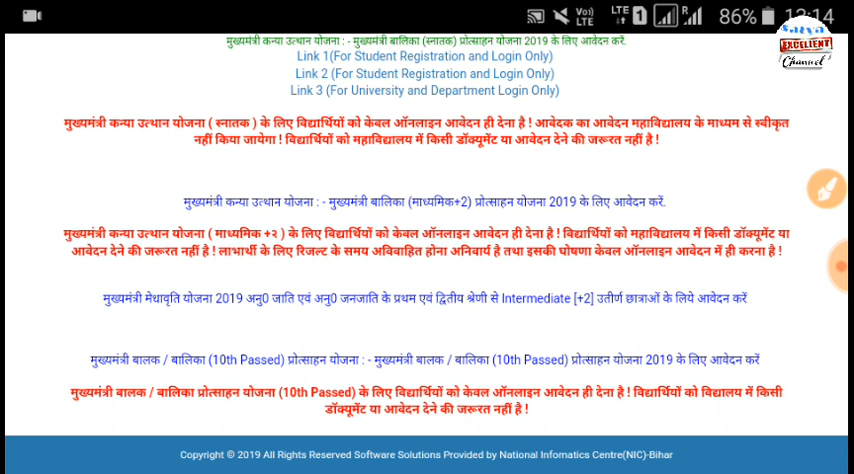 Vo)) LTE LTE 1 R 86% 13:14
Satya EXCELLENT Channel
मुख्यमंत्री कन्या उत्थान योजना : - मुख्यमंत्री बालिका (स्नातक) प्रोत्साहन योजना 2019 के लिए आवेदन करें.
Link 1(For Student Registration and Login Only)
Link 2 (For Student Registration and Login Only)
Link 3 (For University and Department Login Only)
मुख्यमंत्री कन्या उत्थान योजना ( स्नातक ) के लिए विद्यार्थियों को केवल ऑनलाइन आवेदन ही देना है ! आवेदक का आवेदन महाविद्यालय के माध्यम से स्वीकृत
नहीं किया जायेगा ! विद्यार्थियों को महाविद्यालय में किसी डॉक्यूमेंट या आवेदन देने की जरूरत नहीं है !
मुख्यमंत्री कन्या उत्थान योजना : - मुख्यमंत्री बालिका (माध्यमिक+2) प्रोत्साहन योजना 2019 के लिए आवेदन करें.
मुख्यमंत्री कन्या उत्थान योजना ( माध्यमिक +२ ) के लिए विद्यार्थियों को केवल ऑनलाइन आवेदन ही देना है ! विद्यार्थियों को महाविद्यालय में किसी डॉक्यूमेंट या
आवेदन देने की जरूरत नहीं है ! लाभार्थी के लिए रिजल्ट के समय अविवाहित होना अनिवार्य है तथा इसकी घोषणा केवल ऑनलाइन आवेदन में ही करना है !
मुख्यमंत्री मेधावृति योजना 2019 अनु0 जाति एवं अनु0 जनजाति के प्रथम एवं द्वितीय श्रेणी से Intermediate [+2] उतीर्ण छात्राओं के लिये आवेदन करें
मुख्यमंत्री बालक / बालिका (10th Passed) प्रोत्साहन योजना : - मुख्यमंत्री बालक / बालिका (10th Passed) प्रोत्साहन योजना 2019 के लिए आवेदन करें
मुख्यमंत्री बालक / बालिका प्रोत्साहन योजना (10th Passed) के लिए विद्यार्थियों को केवल ऑनलाइन आवेदन ही देना है ! विद्यार्थियों को विद्यालय में किसी
डॉक्यूमेंट या आवेदन देने की जरूरत नहीं है !
Copyright © 2019 All Rights Reserved Software Solutions Provided by National Infomatics Centre(NIC)-Bihar